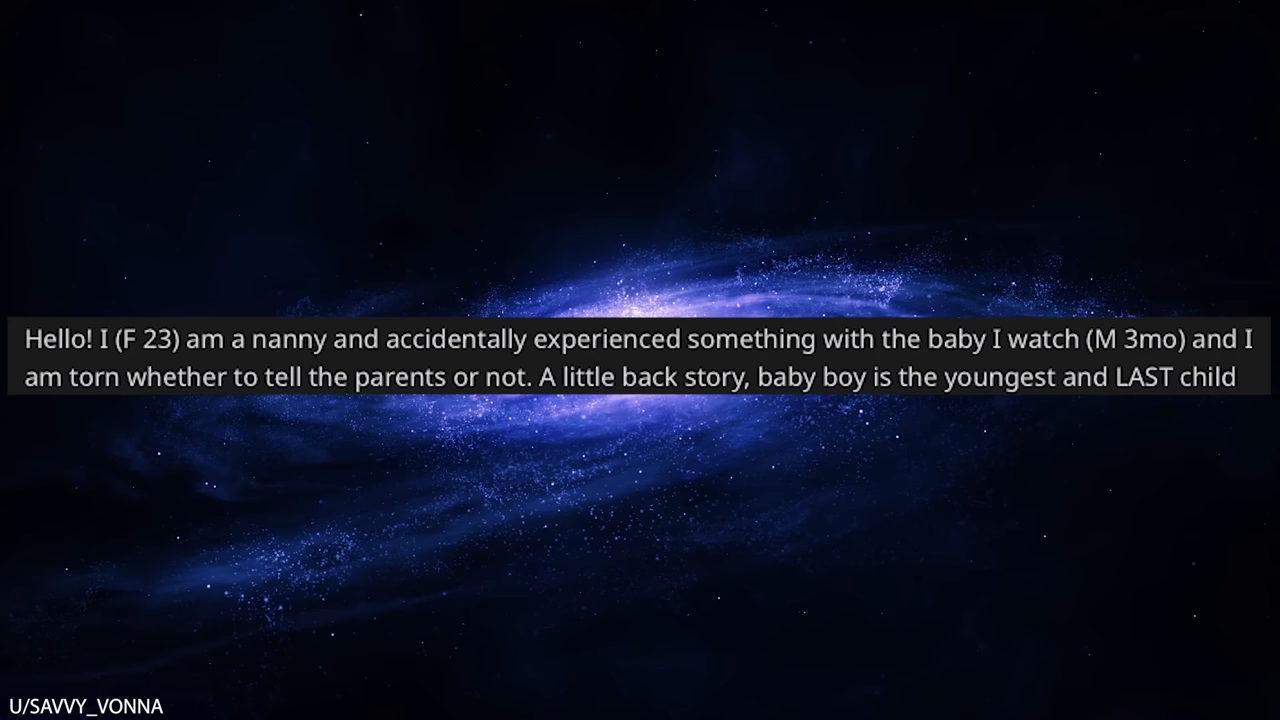 Hello! I (F 23) am a nanny and accidentally experienced something with the baby I watch (M 3mo) and I
am torn whether to tell the parents or not. A little back story, baby boy is the youngest and LAST child
U/SAVVY_VONNA